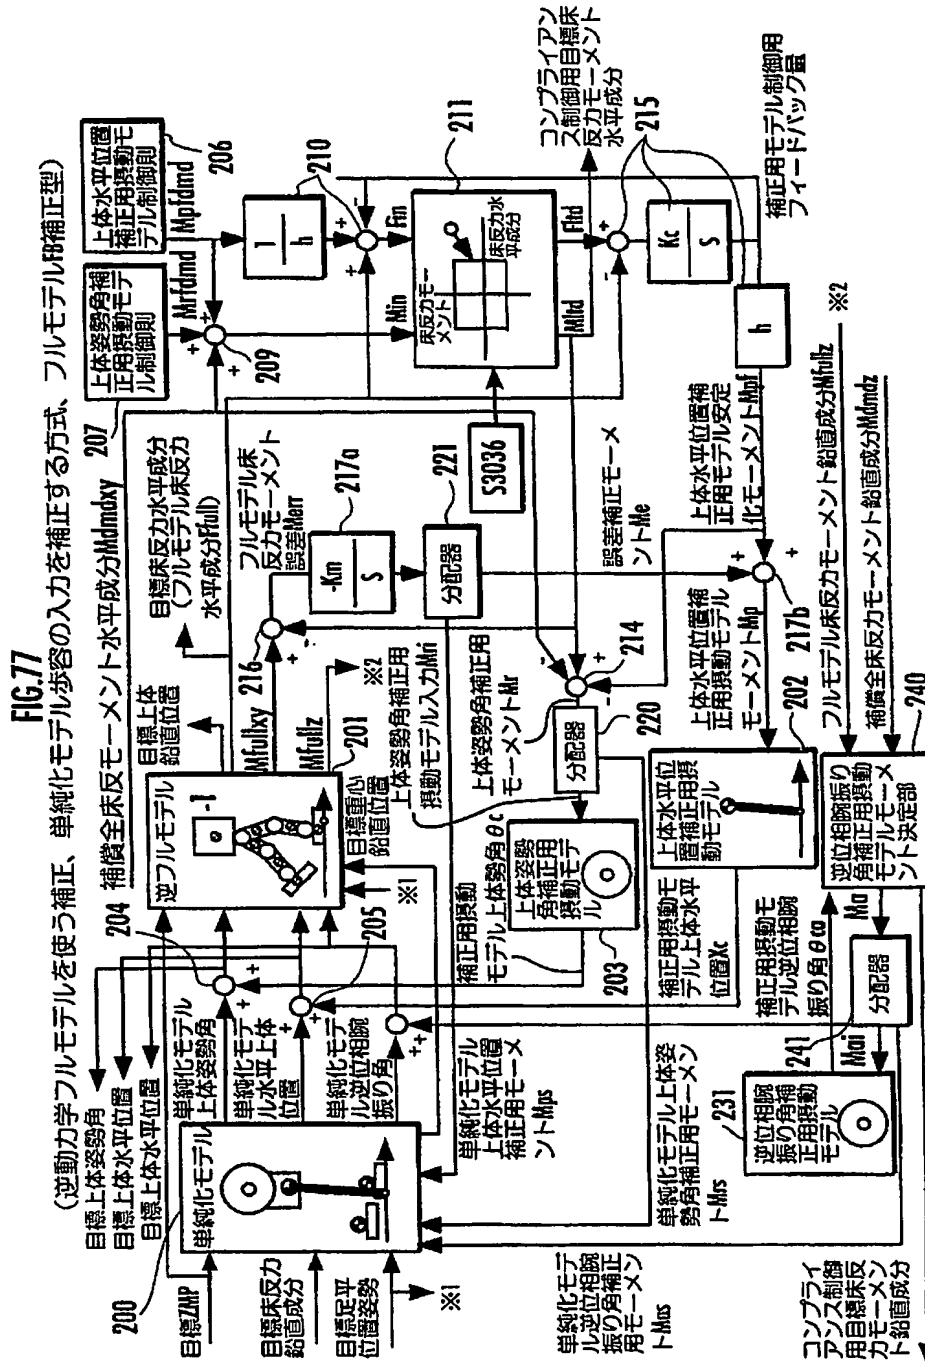 FIG.77
(逆動力学フルモデルを使う補正、単純化モデル歩容の入力を補正する方式、フルモデルFB補正型)
補償全床反モーメント水平成分Mdmdxy
目標上体姿勢角
目標上体水平位置
目標上体水平位置
200
単純化モデル
目標ZMP
目標床反力
鉛直成分
目標足平
位置姿勢
※1
単純化モデル
上体姿勢角
単純化モデ
ル水平上体
位置
単純化モデ
ル逆位相腕
振り角
204
205
逆フルモデル
-1
201
※1
目標重心
鉛直位置
目標上体
鉛直位置
目標床反力水平成分
(フルモデル床反力
水平成分Ffull)
Mfullxy
Mfullz
※2
216
フルモデル床
反力モーメント
誤差Merr
-Km
S
217a
分配器
221
207
上体姿勢角補
正用摂動モデ
ル制御則
Mrfdmd
206
上体水平位置
補正用摂動モ
デル制御則
Mpfdmd
209
1
h
210
Min
Fin
211
床反力モー
メント
床反力水
平成分
S3036
Mltd
Fltd
コンプライアン
ス制御用目標床
反力モーメント
水平成分
215
Kc
S
h
補正用モデル制御用
フィードバック量
誤差補正モーメ
ントMe
上体水平位置補
正用モデル安定
化モーメントMpf
214
上体姿勢角補正用
モーメントMr
分配器
220
上体姿勢角補正用
摂動モデル入力Mri
上体姿勢
角補正用
摂動モデ
ル
203
補正用摂動
モデル上体勢角θc
217b
上体水平位置補
正用摂動モデル
モーメントMp
202
上体水平位
置補正用摂
動モデル
補正用摂動モ
デル上体水平
位置Xc
単純化モデル
上体水平位置
補正用モーメ
ントMps
単純化モデル上体姿
勢角補正用モーメン
トMrs
単純化モデ
ル逆位相腕
振り角補正
用モーメン
トMas
フルモデル床反力モーメント鉛直成分Mfullz
※2
補償全床反力モーメント鉛直成分Mdmdz
240
逆位相腕振り
角補正用摂動
モデルモーメ
ント決定部
Ma
分配器
241
Mai
補正用摂動モ
デル逆位相腕
振り角θca
231
逆位相腕
振り角補
正用摂動
モデル
コンプライ
アンス制御
用目標床反
力モーメン
ト鉛直成分